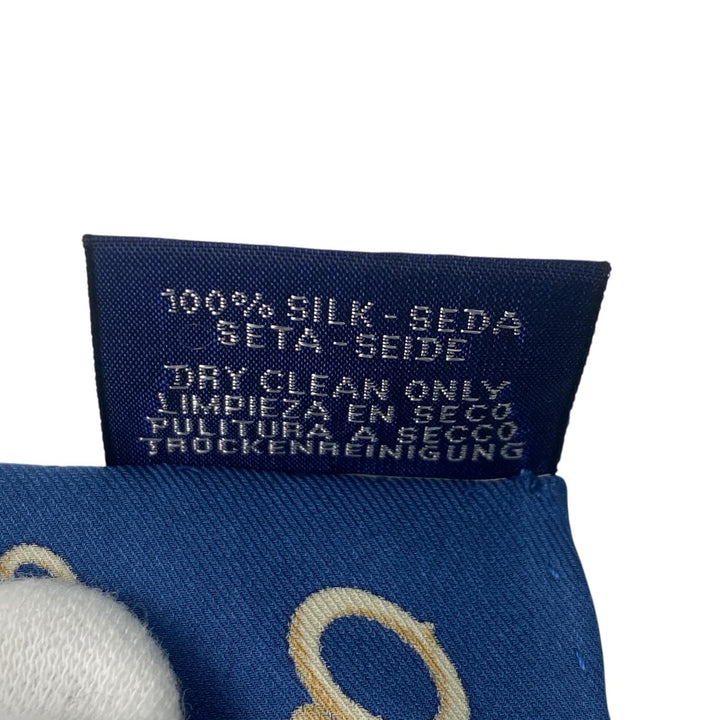 100% SILK - SEDA
SETA - SEIDE
DRY CLEAN ONLY
LIMPIEZA EN SECO
PULITURA A SECCO
TROCKENREINIGUNG